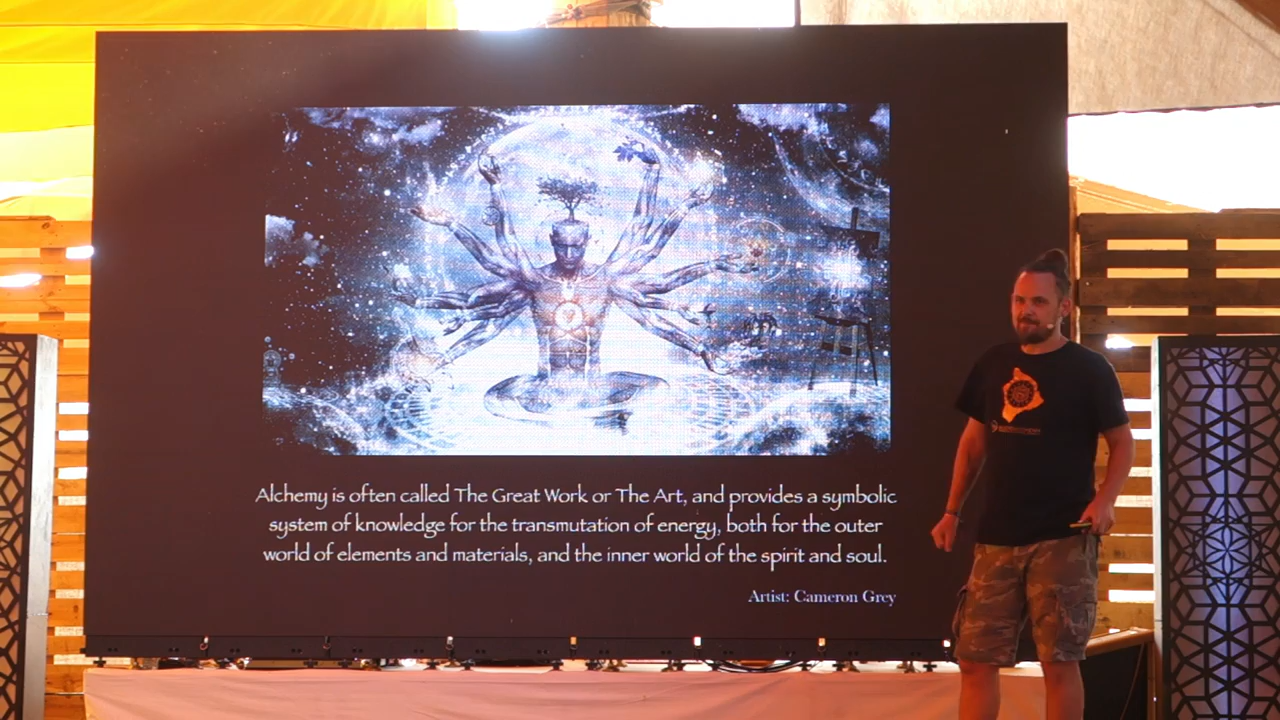 Alchemy is often called The Great Work or The Art, and provides a symbolic
system of knowledge for the transmutation of energy, both for the outer
world of elements and materials, and the inner world of the spirit and soul.
Artist: Cameron Grey